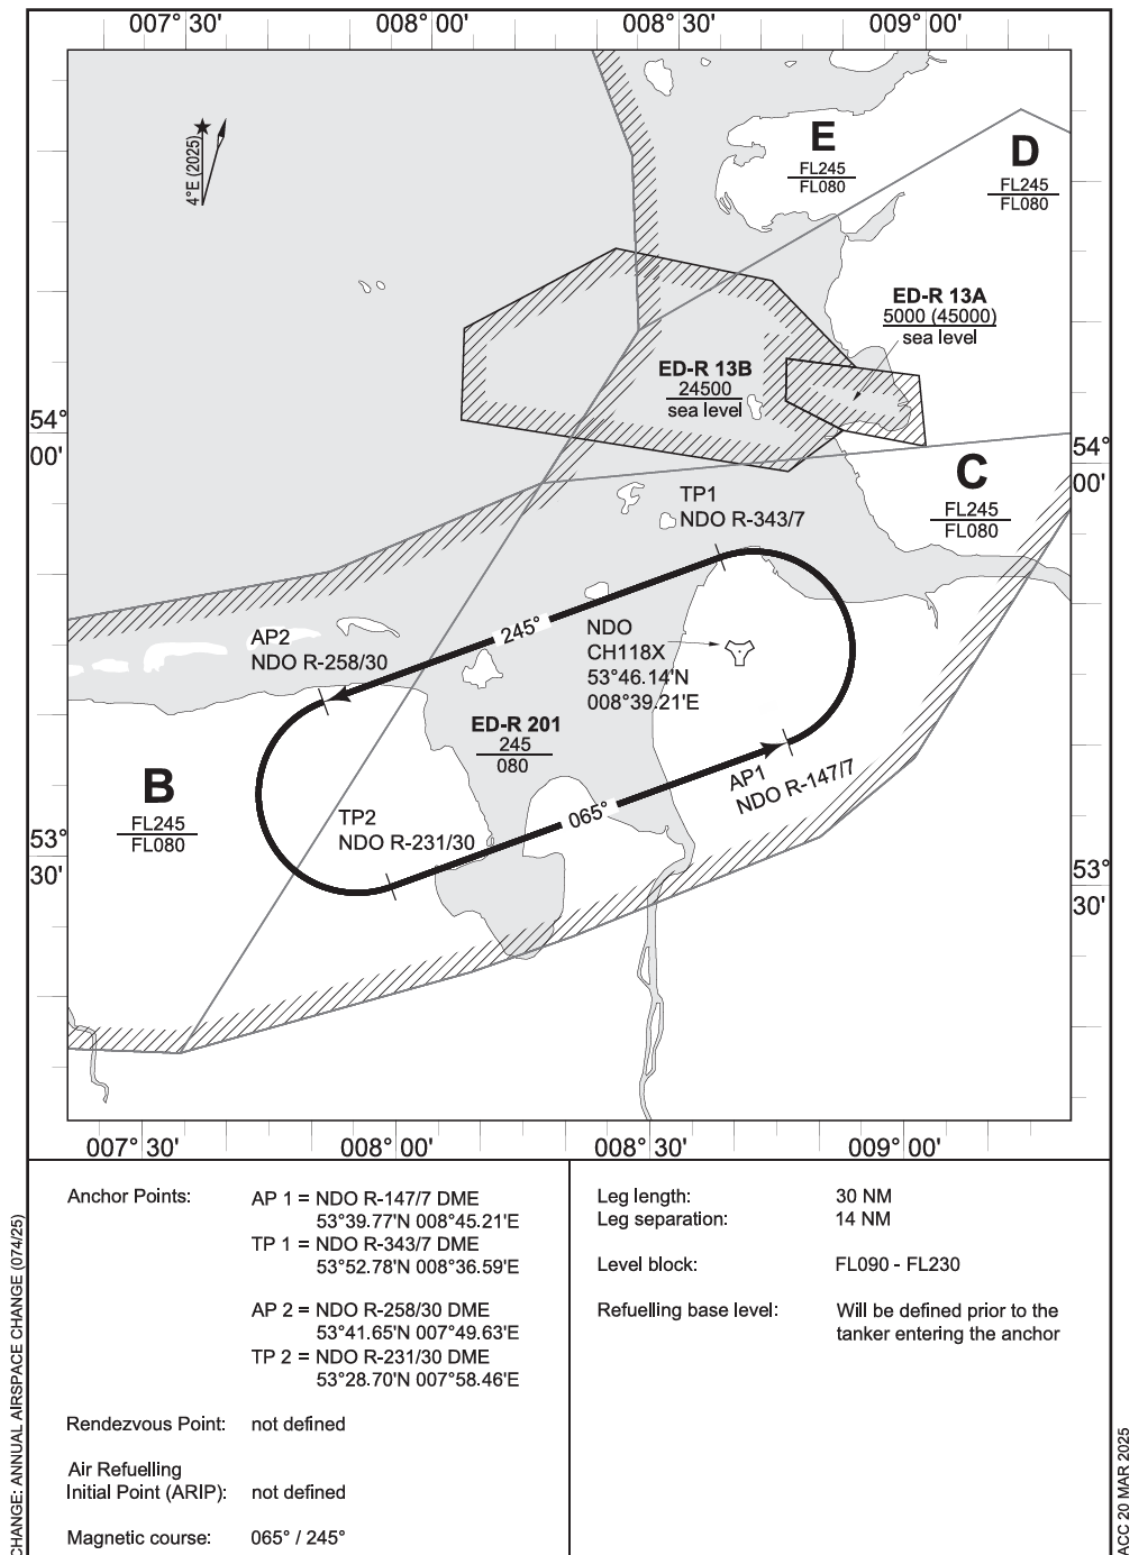 007°30' 008°00' 008°30' 009°00'
4°E (2025)
E
FL245
FL080
D
FL245
FL080
ED-R 13A
5000 (45000)
sea level
ED-R 13B
24500
sea level
54°
00'
54°
00'
C
FL245
FL080
TP1
NDO R-343/7
245°
AP2
NDO R-258/30
NDO
CH118X
53°46.14'N
008°39.21'E
ED-R 201
245
080
AP1
NDO R-147/7
B
FL245
FL080
065°
TP2
NDO R-231/30
53°
30'
53°
30'
007°30' 008°00' 008°30' 009°00'
Anchor Points: AP 1 = NDO R-147/7 DME
53°39.77'N 008°45.21'E
TP 1 = NDO R-343/7 DME
53°52.78'N 008°36.59'E
AP 2 = NDO R-258/30 DME
53°41.65'N 007°49.63'E
TP 2 = NDO R-231/30 DME
53°28.70'N 007°58.46'E
Rendezvous Point: not defined
Air Refuelling
Initial Point (ARIP): not defined
Magnetic course: 065° / 245°
Leg length: 30 NM
Leg separation: 14 NM
Level block: FL090 - FL230
Refuelling base level: Will be defined prior to the
tanker entering the anchor
CHANGE: ANNUAL AIRSPACE CHANGE (074/25)
ACC 20 MAR 2025